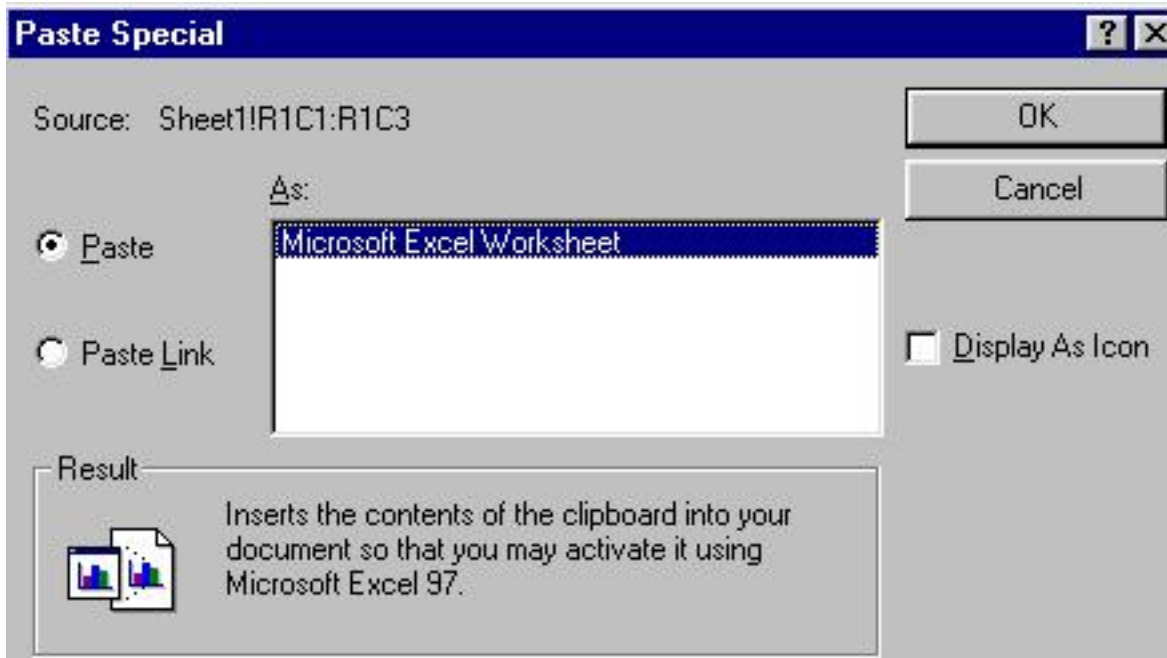 Paste Special
Source: Sheet1!R1C1:R1C3
OK
As:
Cancel
Paste
Microsoft Excel Worksheet
Paste Link
Display As Icon
Result
Inserts the contents of the clipboard into your
document so that you may activate it using
Microsoft Excel 97.